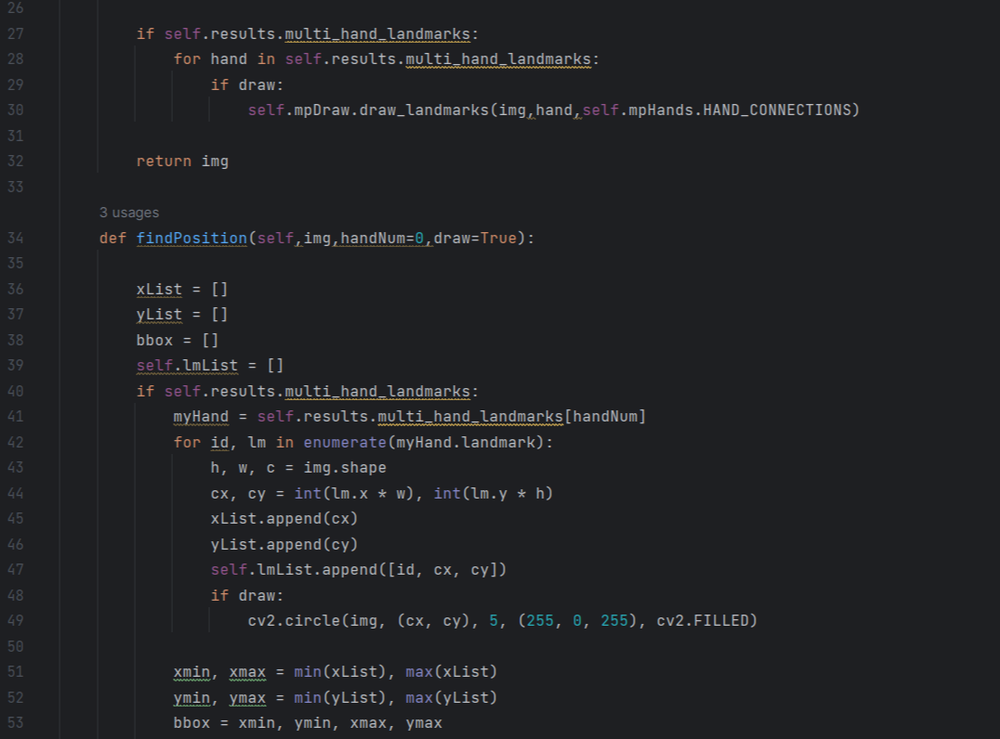 26
27 if self.results.multi_hand_landmarks:
28 for hand in self.results.multi_hand_landmarks:
29 if draw:
30 self.mpDraw.draw_landmarks(img,hand,self.mpHands.HAND_CONNECTIONS)
31
32 return img
33
3 usages
34 def findPosition(self,img,handNum=0,draw=True):
35
36 xList = []
37 yList = []
38 bbox = []
39 self.lmList = []
40 if self.results.multi_hand_landmarks:
41 myHand = self.results.multi_hand_landmarks[handNum]
42 for id, lm in enumerate(myHand.landmark):
43 h, w, c = img.shape
44 cx, cy = int(lm.x * w), int(lm.y * h)
45 xList.append(cx)
46 yList.append(cy)
47 self.lmList.append([id, cx, cy])
48 if draw:
49 cv2.circle(img, (cx, cy), 5, (255, 0, 255), cv2.FILLED)
50
51 xmin, xmax = min(xList), max(xList)
52 ymin, ymax = min(yList), max(yList)
53 bbox = xmin, ymin, xmax, ymax